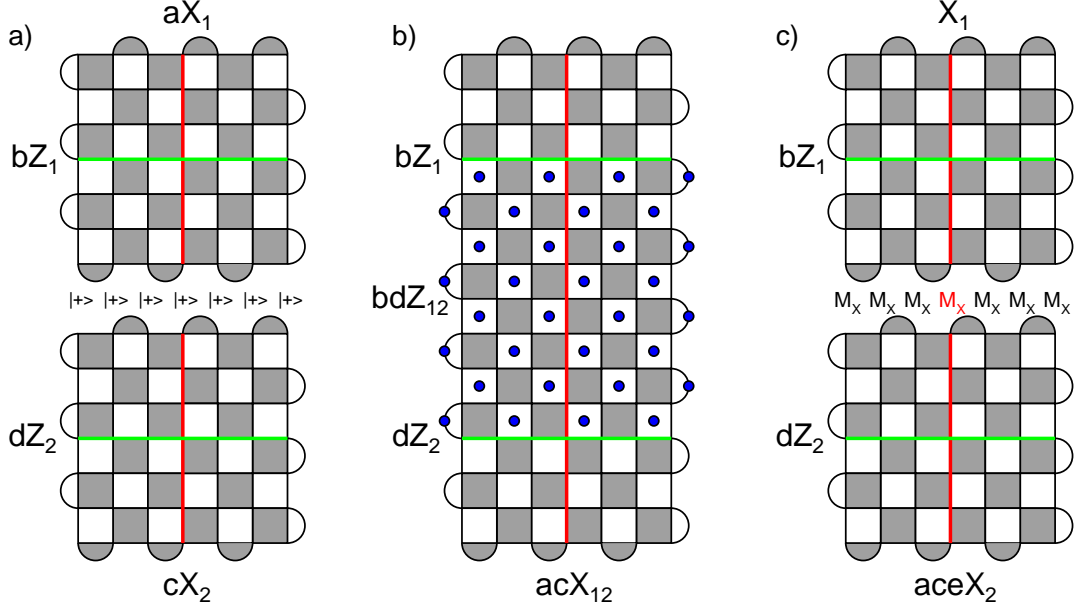 a)
aX₁
bZ₁
|+> |+> |+> |+> |+> |+> |+>
dZ₂
cX₂
b)
bZ₁
bdZ₁₂
dZ₂
acX₁₂
c)
X₁
bZ₁
Mₓ Mₓ Mₓ Mₓ Mₓ Mₓ Mₓ
dZ₂
aceX₂